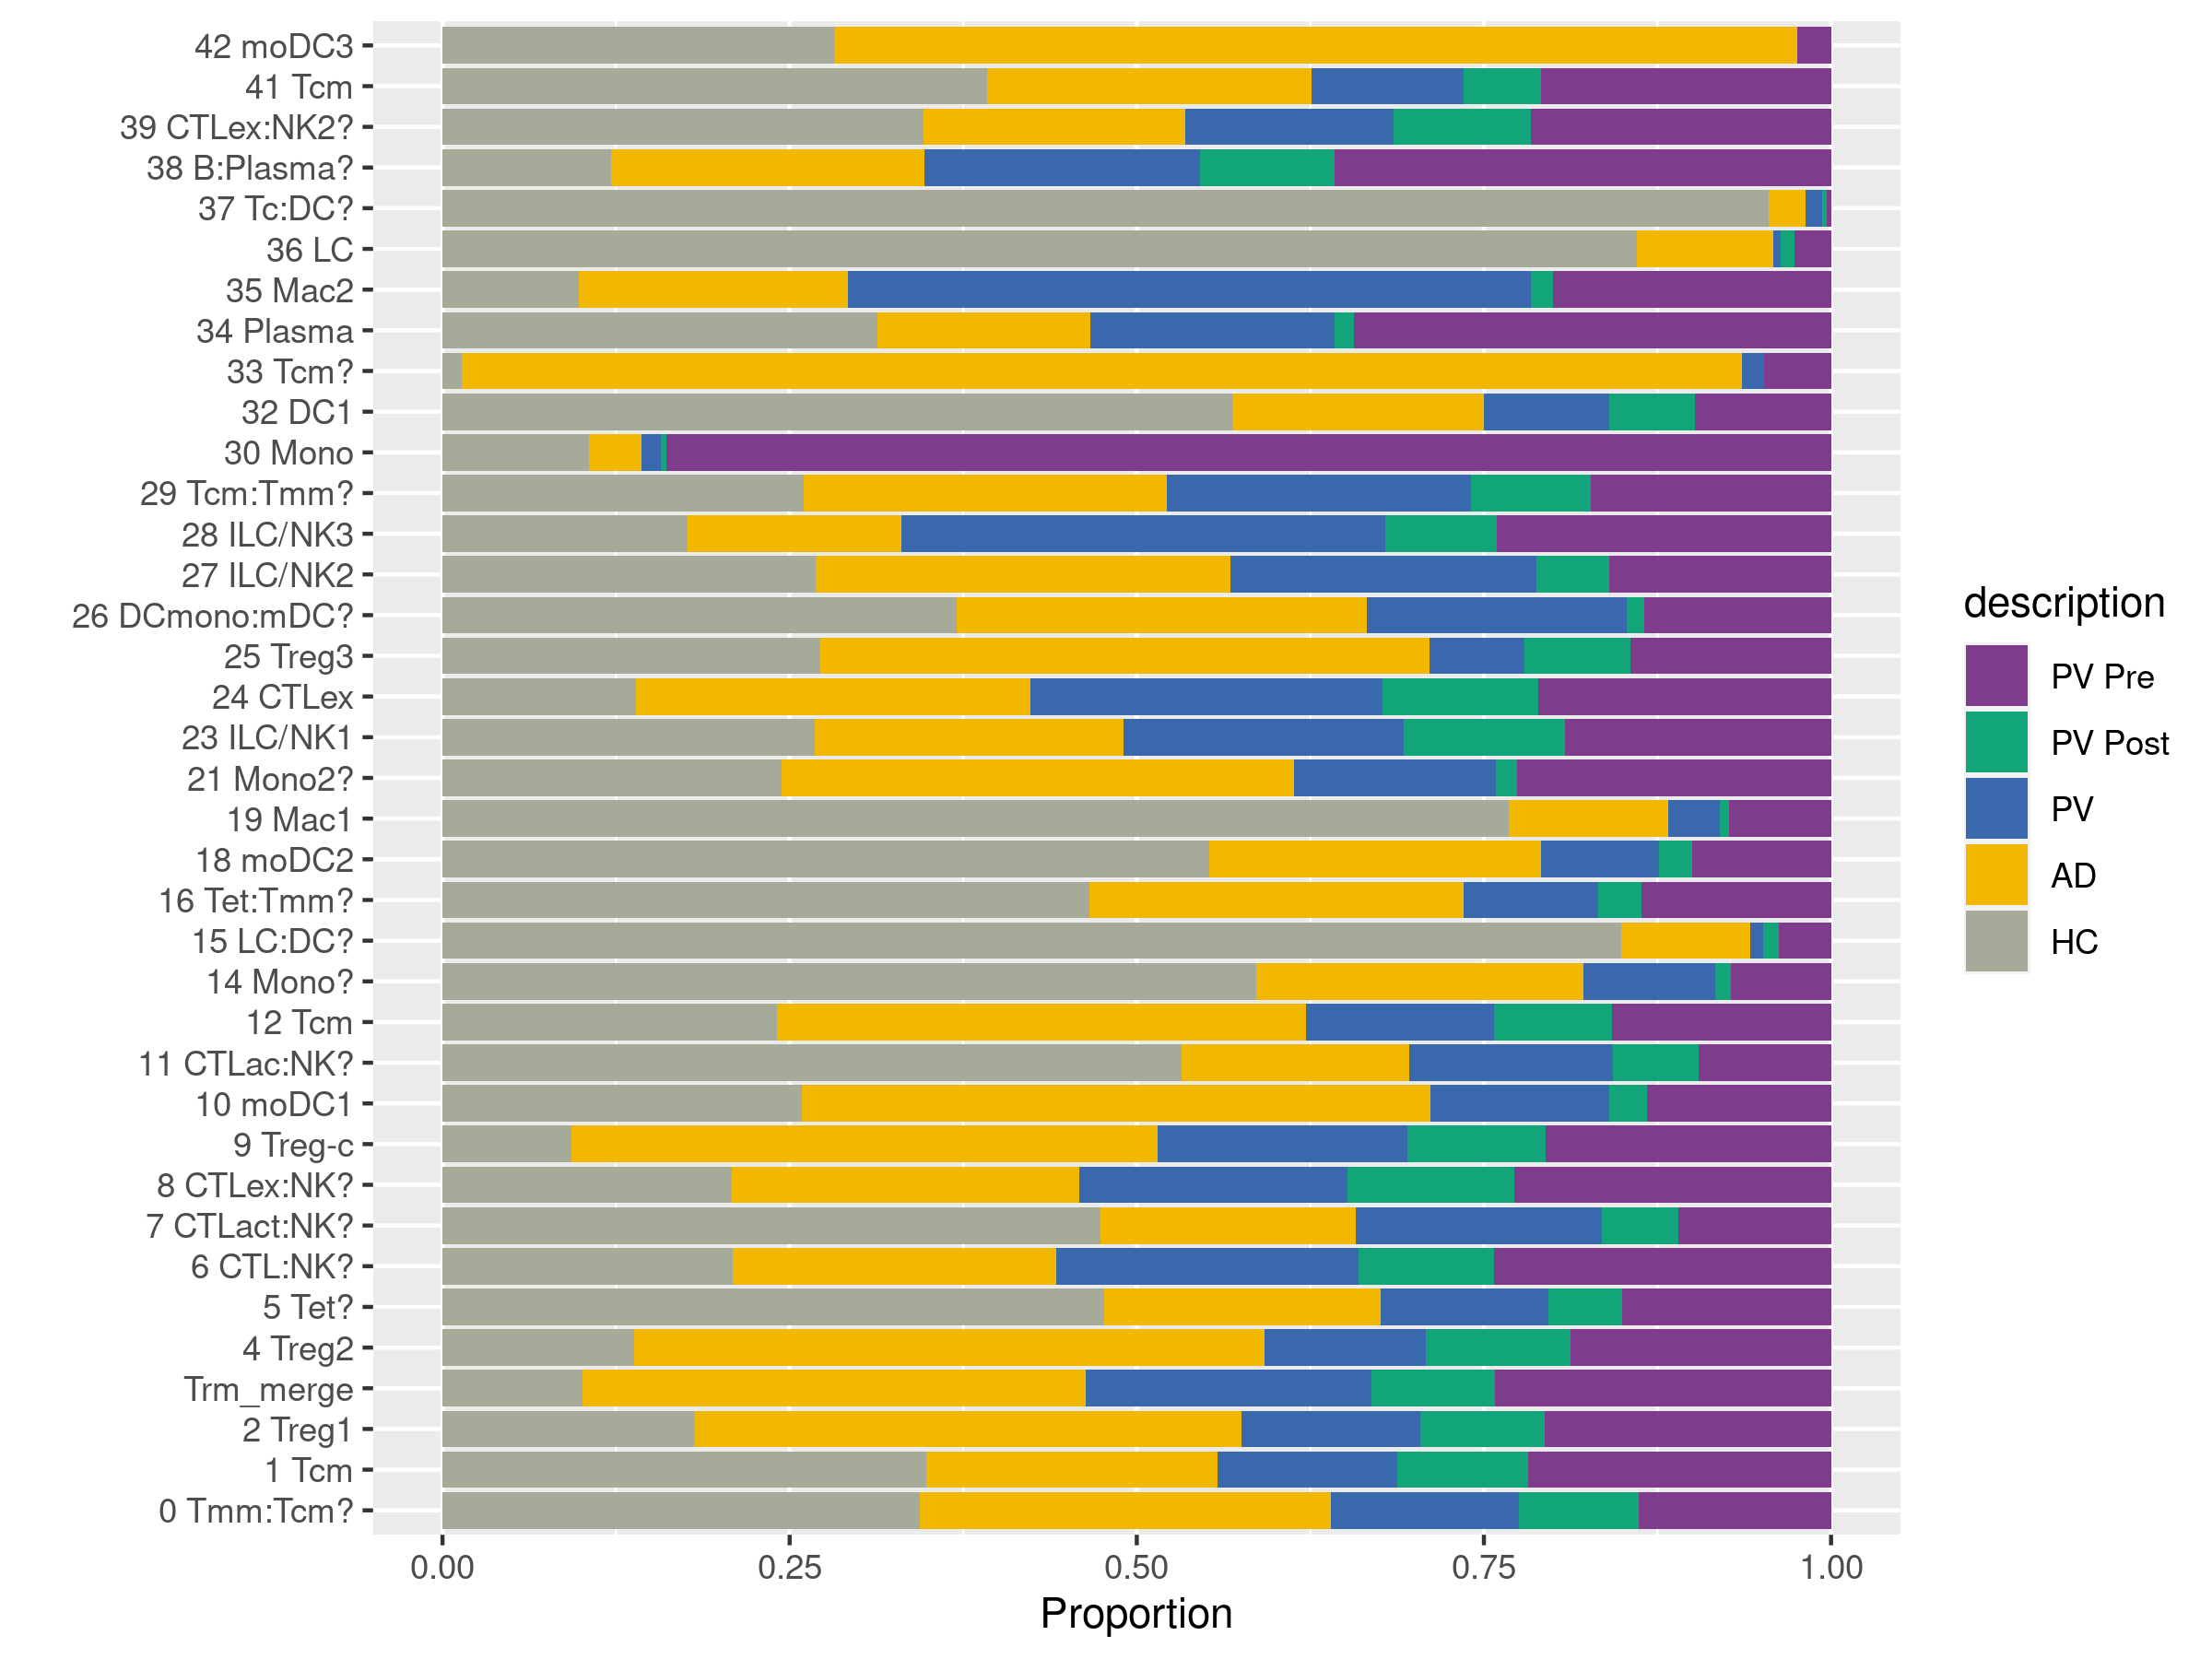 42 moDC3
41 Tcm
39 CTLex:NK2?
38 B:Plasma?
37 Tc:DC?
36 LC
35 Mac2
34 Plasma
33 Tcm?
32 DC1
30 Mono
29 Tcm:Tmm?
28 ILC/NK3
27 ILC/NK2
26 DCmono:mDC?
25 Treg3
24 CTLex
23 ILC/NK1
21 Mono2?
19 Mac1
18 moDC2
16 Tet:Tmm?
15 LC:DC?
14 Mono?
12 Tcm
11 CTLac:NK?
10 moDC1
9 Treg-c
8 CTLex:NK?
7 CTLact:NK?
6 CTL:NK?
5 Tet?
4 Treg2
Trm_merge
2 Treg1
1 Tcm
0 Tmm:Tcm?
0.00 0.25 0.50 0.75 1.00
Proportion
description
PV Pre
PV Post
PV
AD
HC